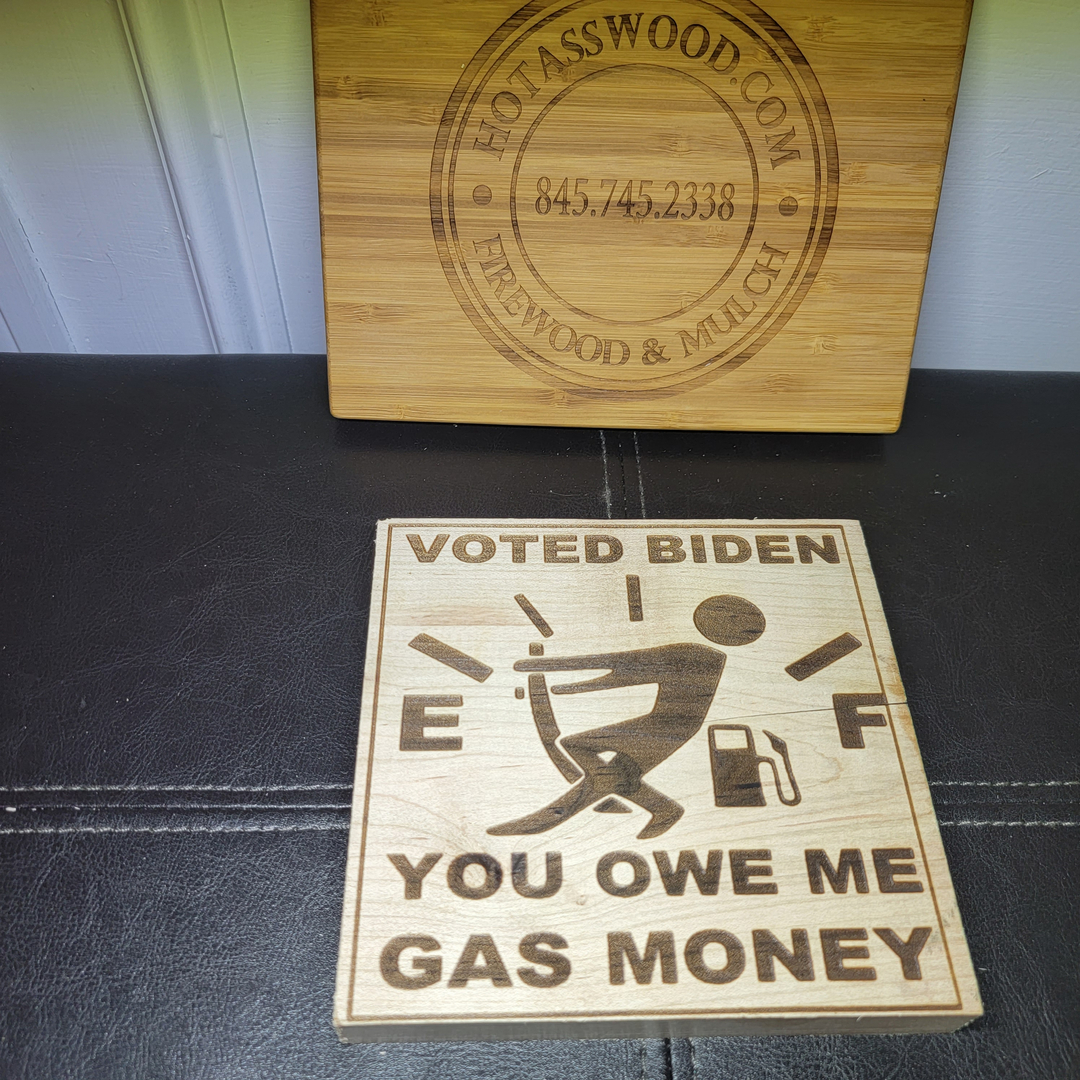 HOTASSWOOD.COM
845.745.2338
FIREWOOD & MULCH
VOTED BIDEN
E F
YOU OWE ME
GAS MONEY